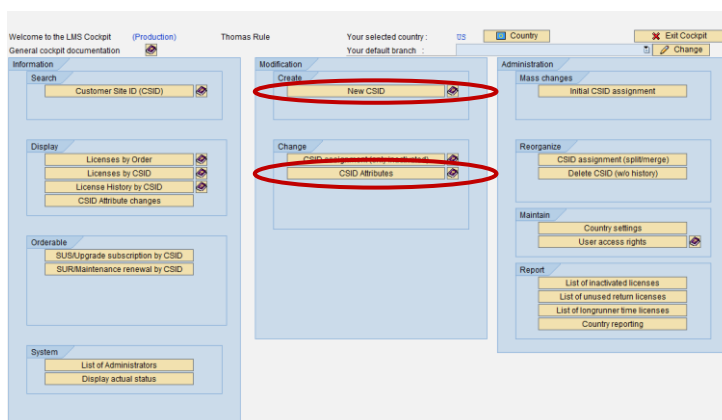 Welcome to the LMS Cockpit (Production) Thomas Rule Your selected country : US Country Exit Cockpit
General cockpit documentation Your default branch : Change
Information
Search
Customer Site ID (CSID)
Display
Licenses by Order
Licenses by CSID
License History by CSID
CSID Attribute changes
Orderable
SUS/Upgrade subscription by CSID
SUR/Maintenance renewal by CSID
System
List of Administrators
Display actual status
Modification
Create
New CSID
Change
CSID assignment (only inactivated)
CSID Attributes
Administration
Mass changes
Initial CSID assignment
Reorganize
CSID assignment (split/merge)
Delete CSID (w/o history)
Maintain
Country settings
User access rights
Report
List of inactivated licenses
List of unused return licenses
List of longrunner time licenses
Country reporting